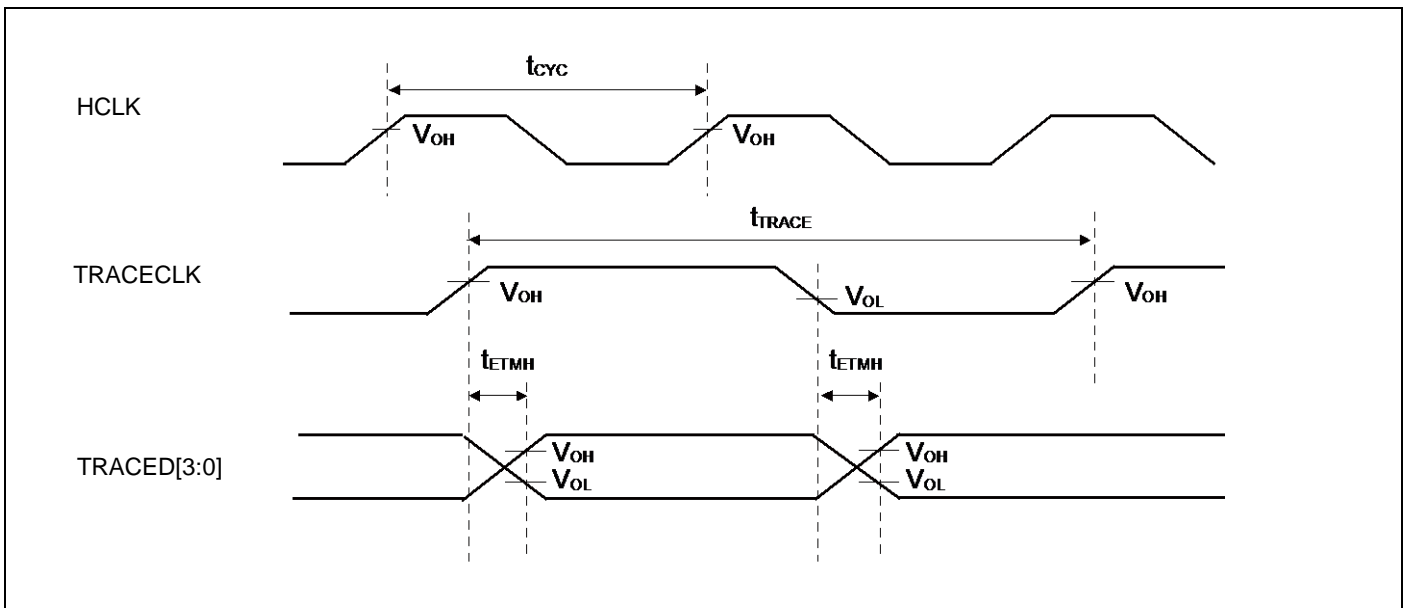 tCYC
HCLK
VOH
VOH
tTRACE
TRACECLK
VOH
VOL
VOH
tETMH
tETMH
TRACED[3:0]
VOH
VOH
VOL
VOL